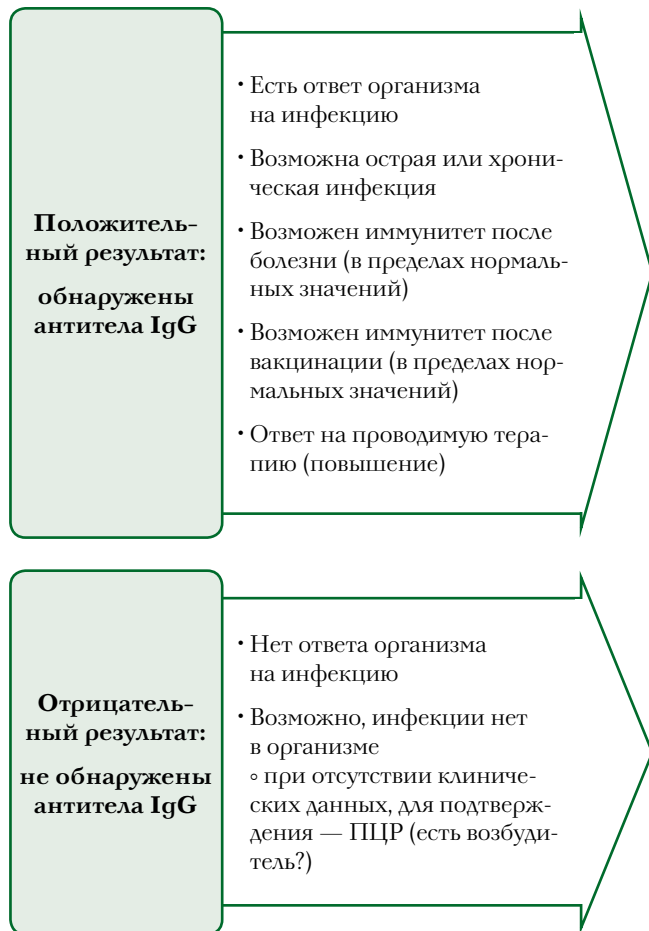 Положитель-
ный результат:
обнаружены
антитела IgG
• Есть ответ организма
на инфекцию
• Возможна острая или хрони-
ческая инфекция
• Возможен иммунитет после
болезни (в пределах нормаль-
ных значений)
• Возможен иммунитет после
вакцинации (в пределах нор-
мальных значений)
• Ответ на проводимую тера-
пию (повышение)
Отрицатель-
ный результат:
не обнаружены
антитела IgG
• Нет ответа организма
на инфекцию
• Возможно, инфекции нет
в организме
◦ при отсутствии клиниче-
ских данных, для подтверж-
дения — ПЦР (есть возбуди-
тель?)